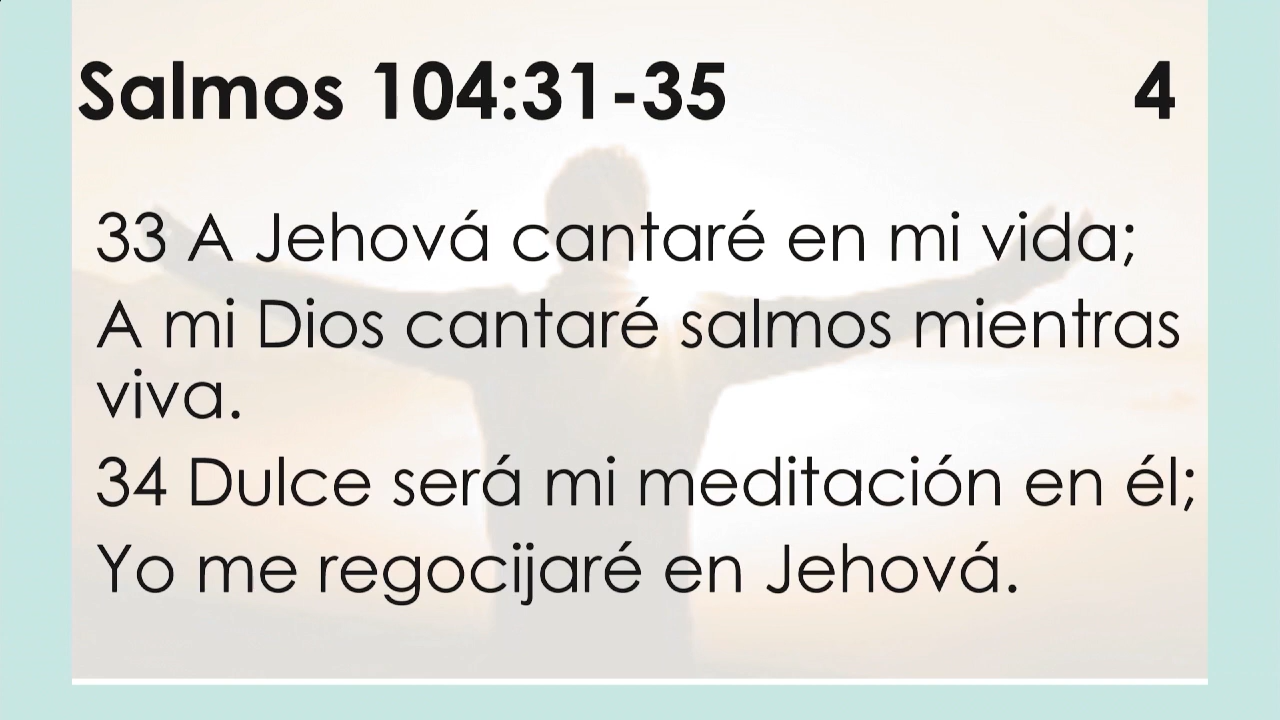 Salmos 104:31-35 4
33 A Jehová cantaré en mi vida;
A mi Dios cantaré salmos mientras
viva.
34 Dulce será mi meditación en él;
Yo me regocijaré en Jehová.